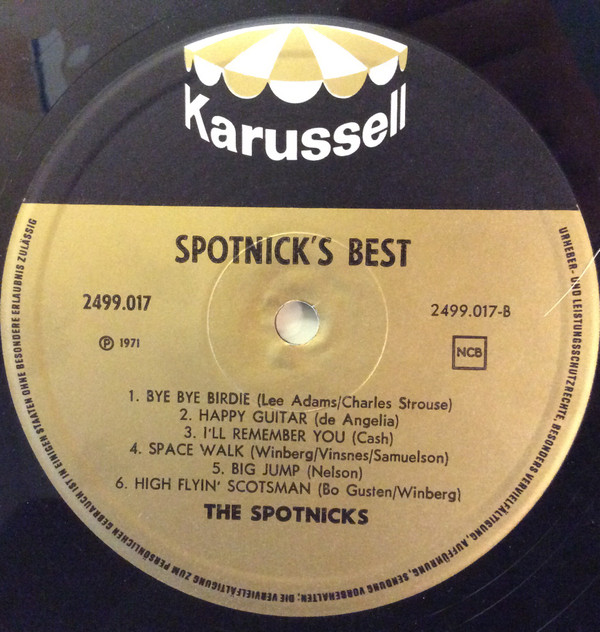 Karussell
SPOTNICK'S BEST
2499.017
2499.017-B
Ⓟ 1971
NCB
1. BYE BYE BIRDIE (Lee Adams/Charles Strouse)
2. HAPPY GUITAR (de Angelia)
3. I'LL REMEMBER YOU (Cash)
4. SPACE WALK (Winberg/Vinsnes/Samuelson)
5. BIG JUMP (Nelson)
6. HIGH FLYIN' SCOTSMAN (Bo Gusten/Winberg)
THE SPOTNICKS
URHEBER- UND LEISTUNGSSCHUTZRECHTE, BESONDERS VERVIELFÄLTIGUNG, AUFFÜHRUNG, SENDUNG VORBEHALTEN; DIE VERVIELFÄLTIGUNG ZUM PERSÖNLICHEN GEBRAUCH IST IN EINIGEN STAATEN OHNE BESONDERE ERLAUBNIS ZULÄSSIG